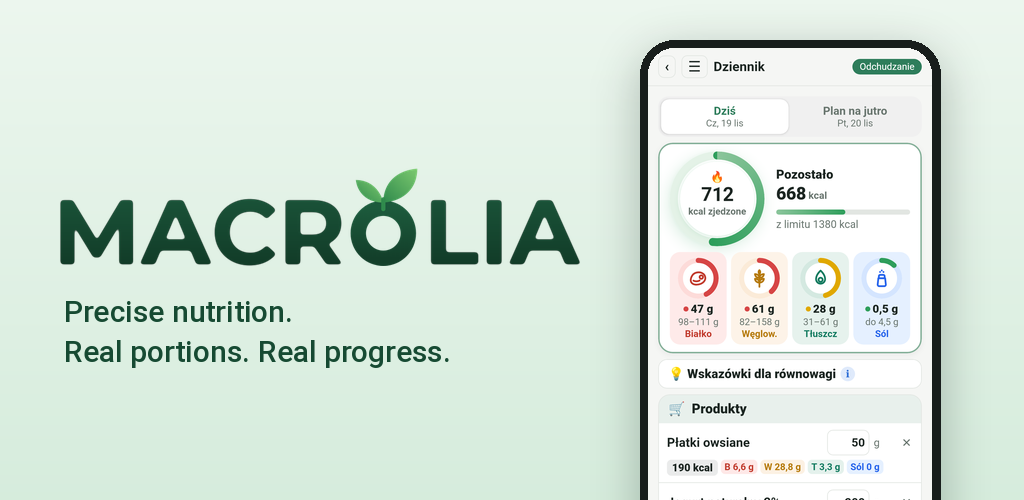 MACROLIA
Precise nutrition.
Real portions. Real progress.
‹ ☰ Dziennik Odchudzanie
Dziś Plan na jutro
Cz, 19 lis Pt, 20 lis
712
kcal zjedzone
Pozostało
668 kcal
z limitu 1380 kcal
47 g 61 g 28 g 0,5 g
98–111 g 82–158 g 31–61 g do 4,5 g
Białko Węglow. Tłuszcz Sól
Wskazówki dla równowagi i
Produkty
Płatki owsiane 50 g ✕
190 kcal B 6,6 g W 28,8 g T 3,3 g Sól 0 g